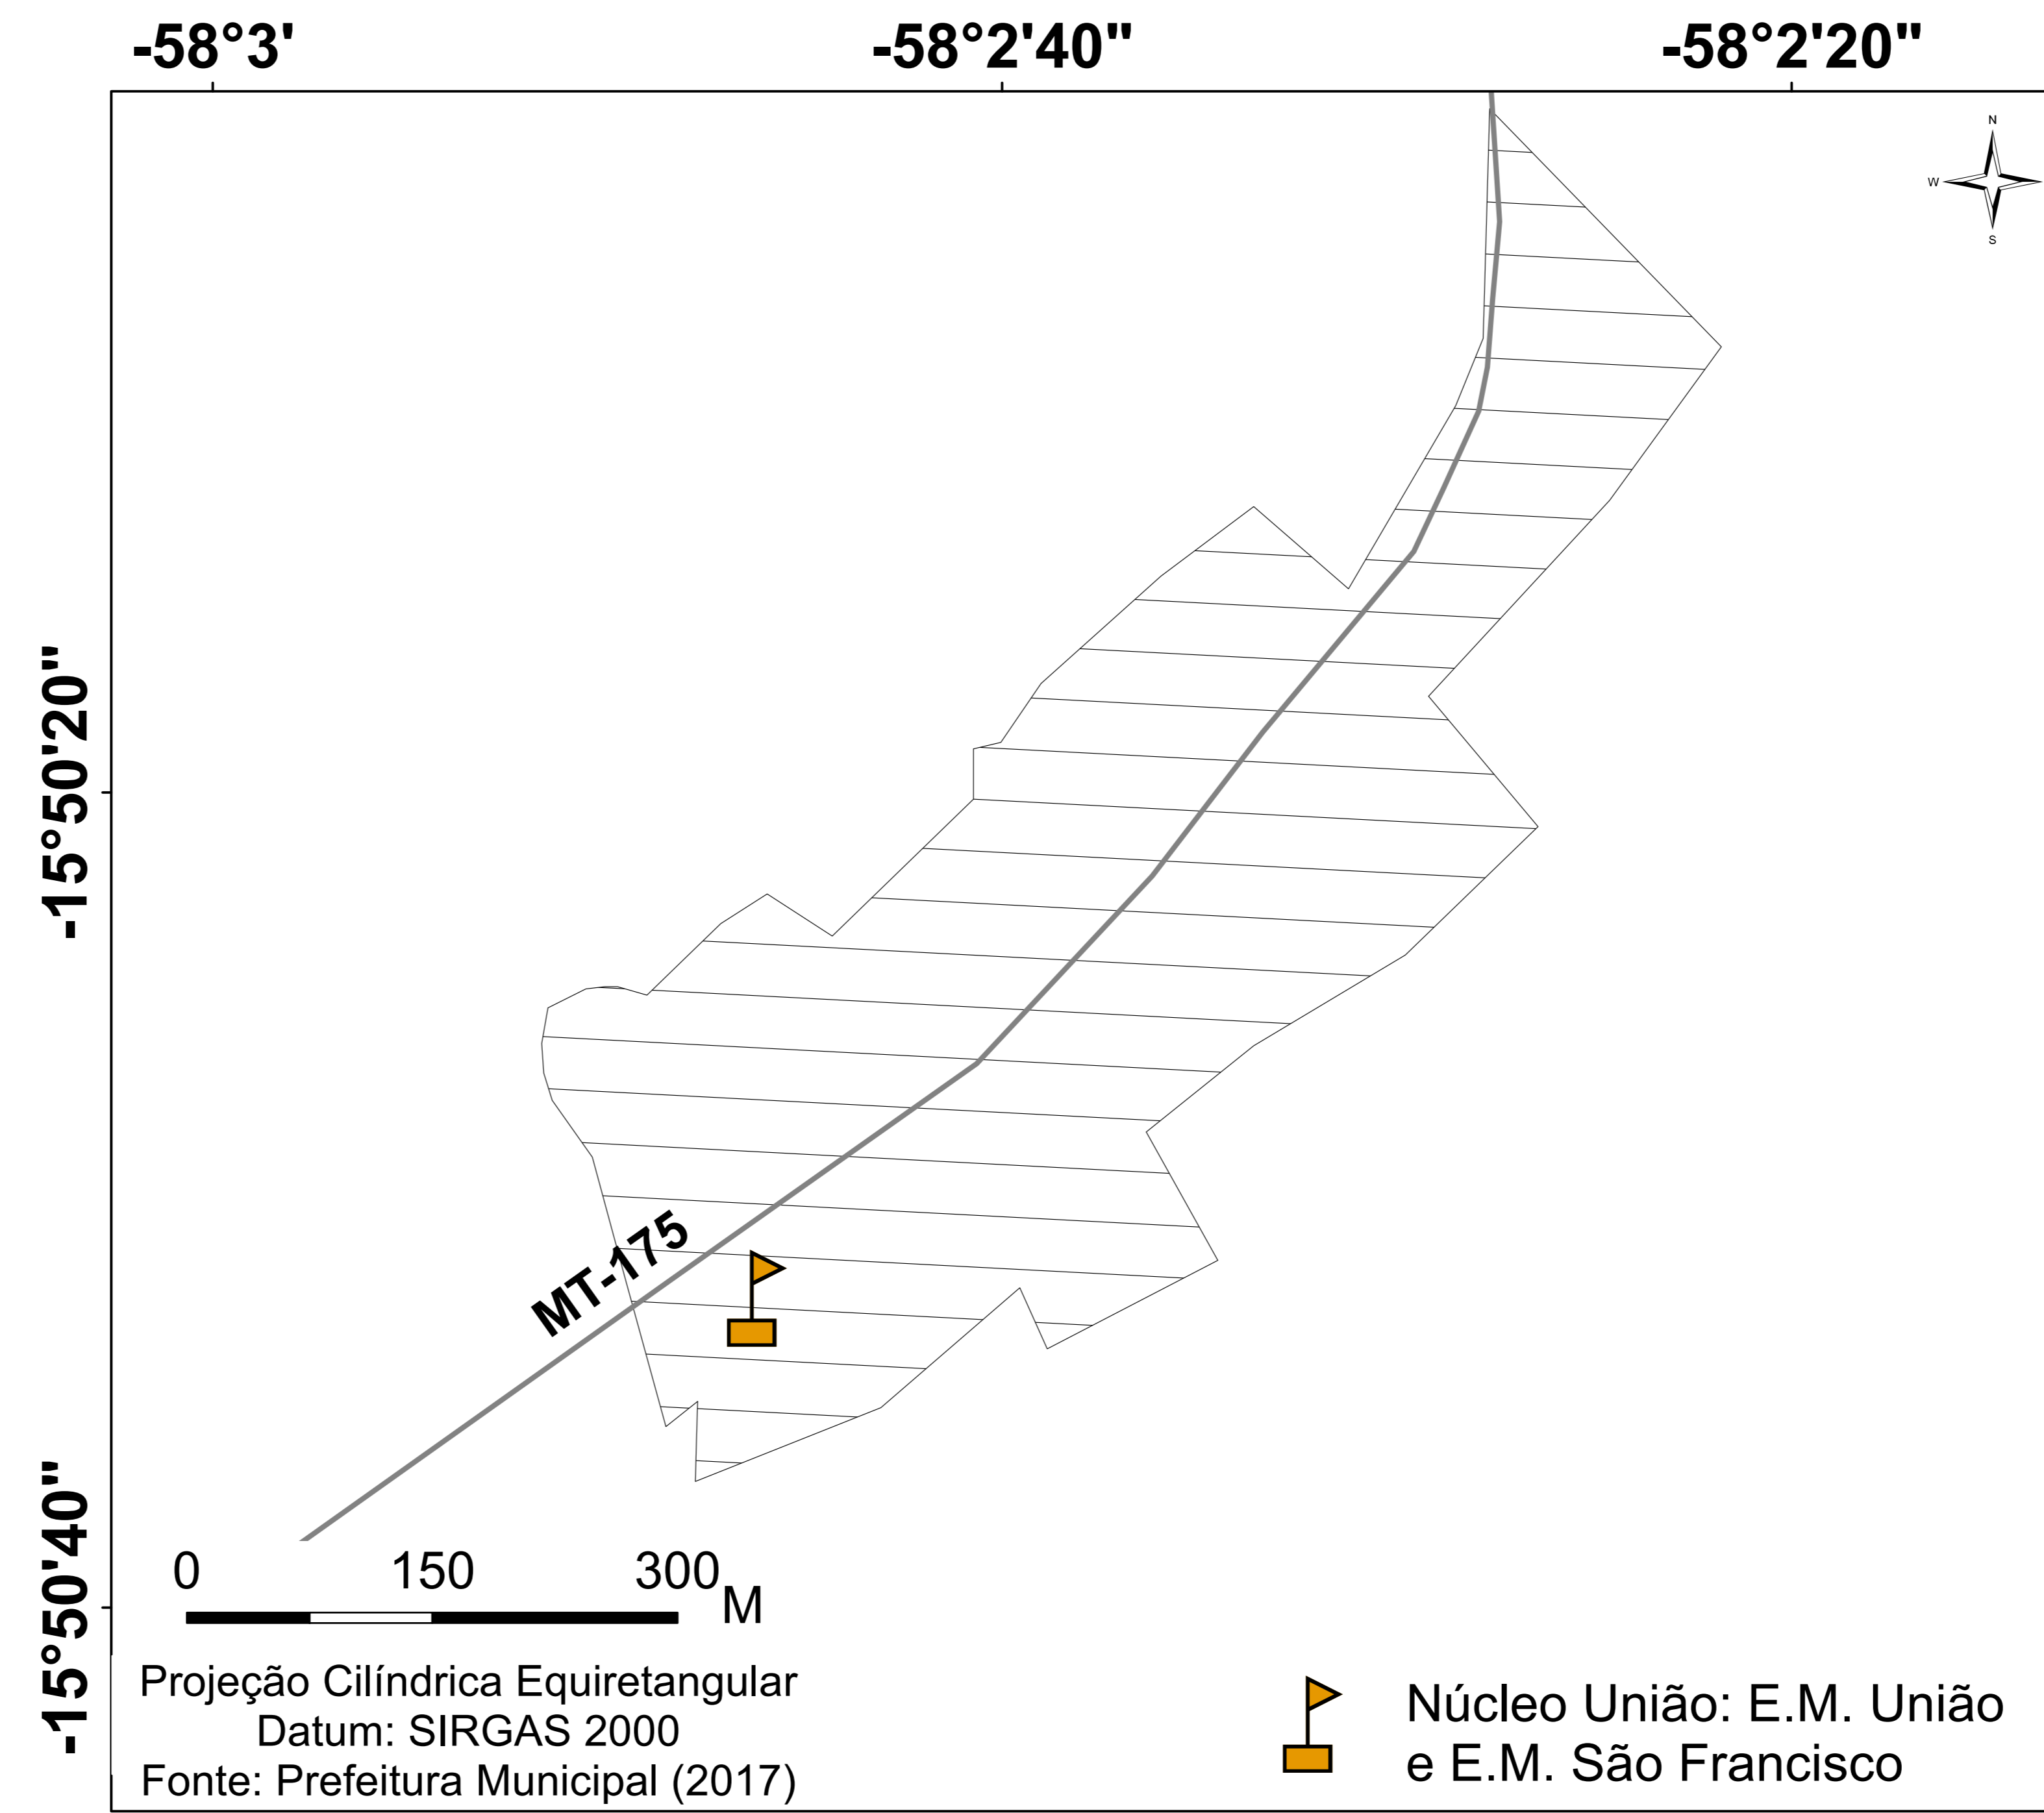 -58°3'
-58°2'40"
-58°2'20"
N
W
S
-15°50'20"
MT-175
-15°50'40"
0
150
300
M
Projeção Cilíndrica Equiretangular
Datum: SIRGAS 2000
Fonte: Prefeitura Municipal (2017)
Núcleo União: E.M. União
e E.M. São Francisco